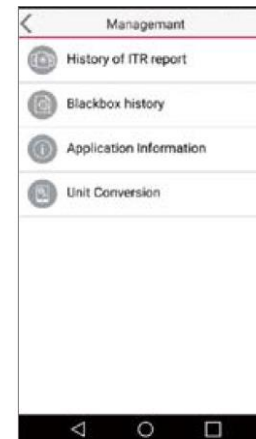 Managemant
History of ITR report
Blackbox history
Application Information
Unit Conversion